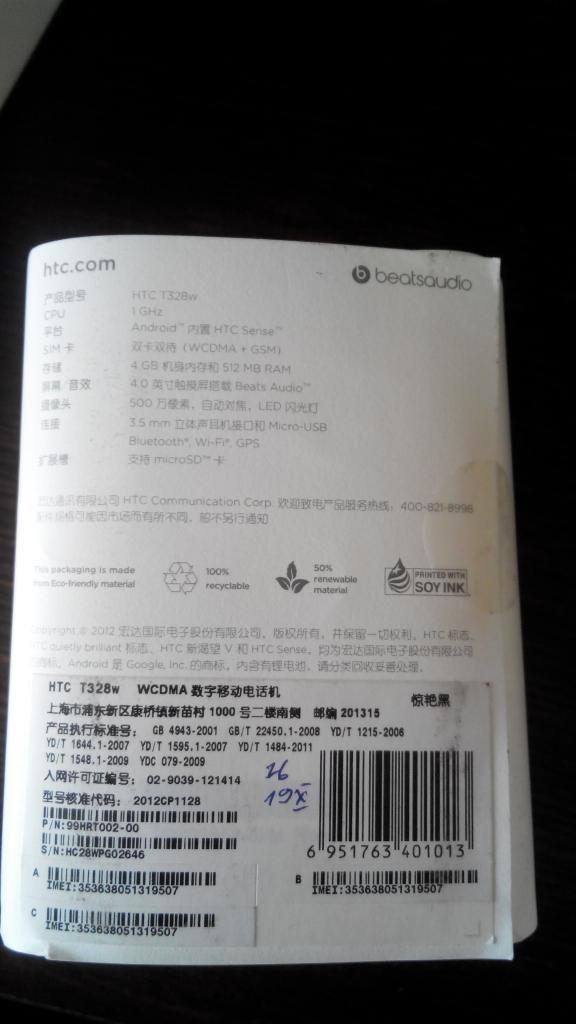 htc.com
beatsaudio
产品型号 HTC T328w
CPU 1 GHz
平台 Android™ 内置 HTC Sense™
SIM 卡 双卡双待 (WCDMA + GSM)
存储 4 GB 机身内存和 512 MB RAM
屏幕/音效 4.0 英寸触摸屏搭载 Beats Audio™
摄像头 500 万像素，自动对焦，LED 闪光灯
连接 3.5 mm 立体声耳机接口和 Micro-USB
Bluetooth®, Wi-Fi®, GPS
扩展槽 支持 microSD™ 卡
宏达通讯有限公司 HTC Communication Corp. 欢迎致电产品服务热线，400-821-8998
配件规格可能因市场而有所不同，恕不另行通知
This packaging is made
from Eco-friendly material
100%
recyclable
50%
renewable
material
PRINTED WITH
SOY INK
Copyright © 2012 宏达国际电子股份有限公司，版权所有，并保留一切权利。HTC 标志、
HTC quietly brilliant 标志、HTC 新渴望 V 和 HTC Sense，均为宏达国际电子股份有限公司
的商标。Android 是 Google, Inc. 的商标。内含有锂电池，请分类回收妥善处理。
HTC T328w WCDMA 数字移动电话机
惊艳黑
上海市浦东新区康桥镇新苗村 1000 号二楼南侧 邮编 201315
产品执行标准号: GB 4943-2001 GB/T 22450.1-2008 YD/T 1215-2006
YD/T 1644.1-2007 YD/T 1595.1-2007 YD/T 1484-2011
YD/T 1548.1-2009 YDC 079-2009
入网许可证编号: 02-9039-121414
型号核准代码: 2012CP1128
P/N:99HRT002-00
S/N:HC28WPG02646
6 951763 401013
A
IMEI:353638051319507
B
IMEI:353638051319507
C
IMEI:353638051319507